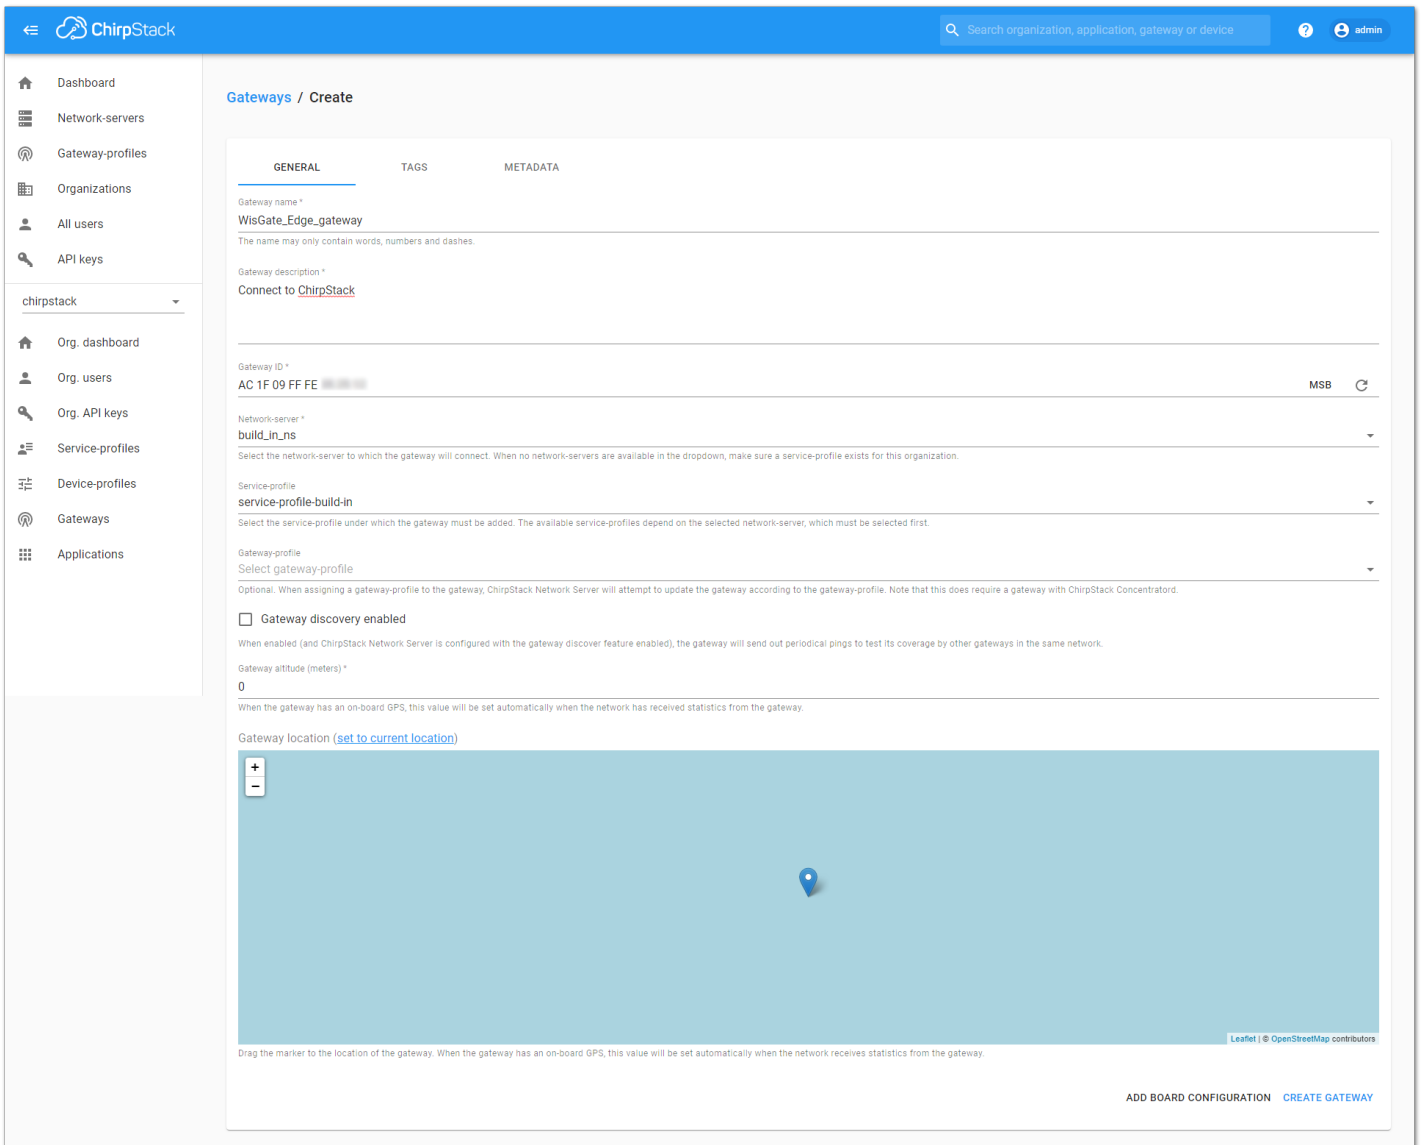 ChirpStack
Search organization, application, gateway or device
?
admin
Dashboard
Network-servers
Gateway-profiles
Organizations
All users
API keys
chirpstack
Org. dashboard
Org. users
Org. API keys
Service-profiles
Device-profiles
Gateways
Applications
Gateways / Create
GENERAL TAGS METADATA
Gateway name *
WisGate_Edge_gateway
The name may only contain words, numbers and dashes.
Gateway description *
Connect to ChirpStack
Gateway ID *
AC 1F 09 FF FE
MSB
Network-server *
build_in_ns
Select the network-server to which the gateway will connect. When no network-servers are available in the dropdown, make sure a service-profile exists for this organization.
Service-profile
service-profile-build-in
Select the service-profile under which the gateway must be added. The available service-profiles depend on the selected network-server, which must be selected first.
Gateway-profile
Select gateway-profile
Optional. When assigning a gateway-profile to the gateway, ChirpStack Network Server will attempt to update the gateway according to the gateway-profile. Note that this does require a gateway with ChirpStack Concentratord.
Gateway discovery enabled
When enabled (and ChirpStack Network Server is configured with the gateway discover feature enabled), the gateway will send out periodical pings to test its coverage by other gateways in the same network.
Gateway altitude (meters) *
0
When the gateway has an on-board GPS, this value will be set automatically when the network has received statistics from the gateway.
Gateway location (set to current location)
+
−
Leaflet | © OpenStreetMap contributors
Drag the marker to the location of the gateway. When the gateway has an on-board GPS, this value will be set automatically when the network receives statistics from the gateway.
ADD BOARD CONFIGURATION CREATE GATEWAY